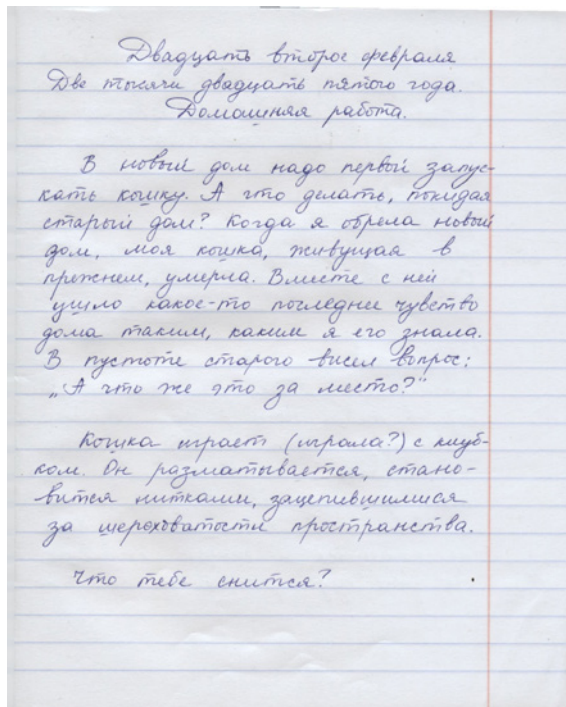 Двадцать второе февраля
Две тысячи двадцать пятого года.
Домашняя работа.
В новый дом надо первой запус-
кать кошку. А что делать, покидая
старый дом? Когда я обрела новый
дом, моя кошка, живущая в
прежнем, умерла. Вместе с ней
ушло какое-то последнее чувство
дома таким, каким я его знала.
В пустоте старого висел вопрос:
„А что же это за место?"
Кошка играет (играла?) с клуб-
ком. Он разматывается, стано-
вится нитками, зацепившимися
за шероховатости пространства.
Что тебе снится?